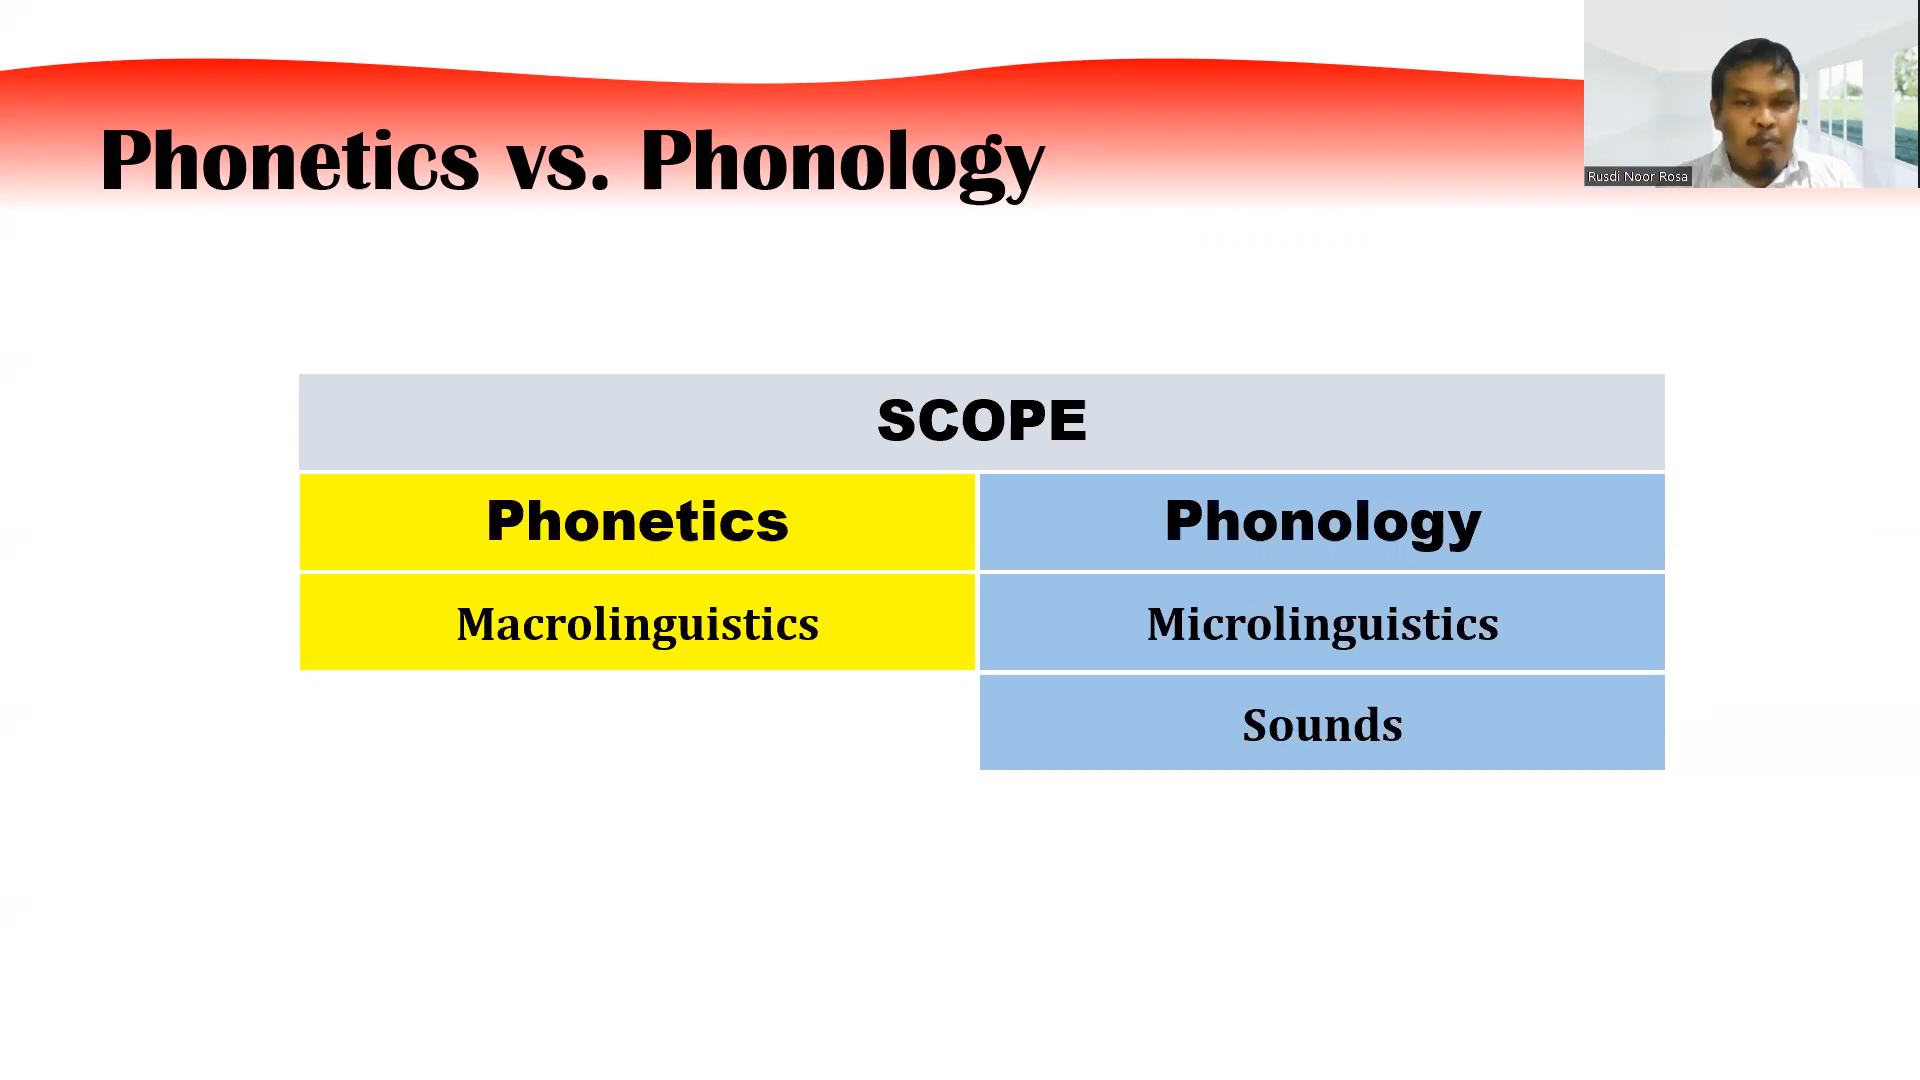 Phonetics vs. Phonology
Rusdi Noor Rosa
SCOPE
Phonetics
Phonology
Macrolinguistics
Microlinguistics
Sounds